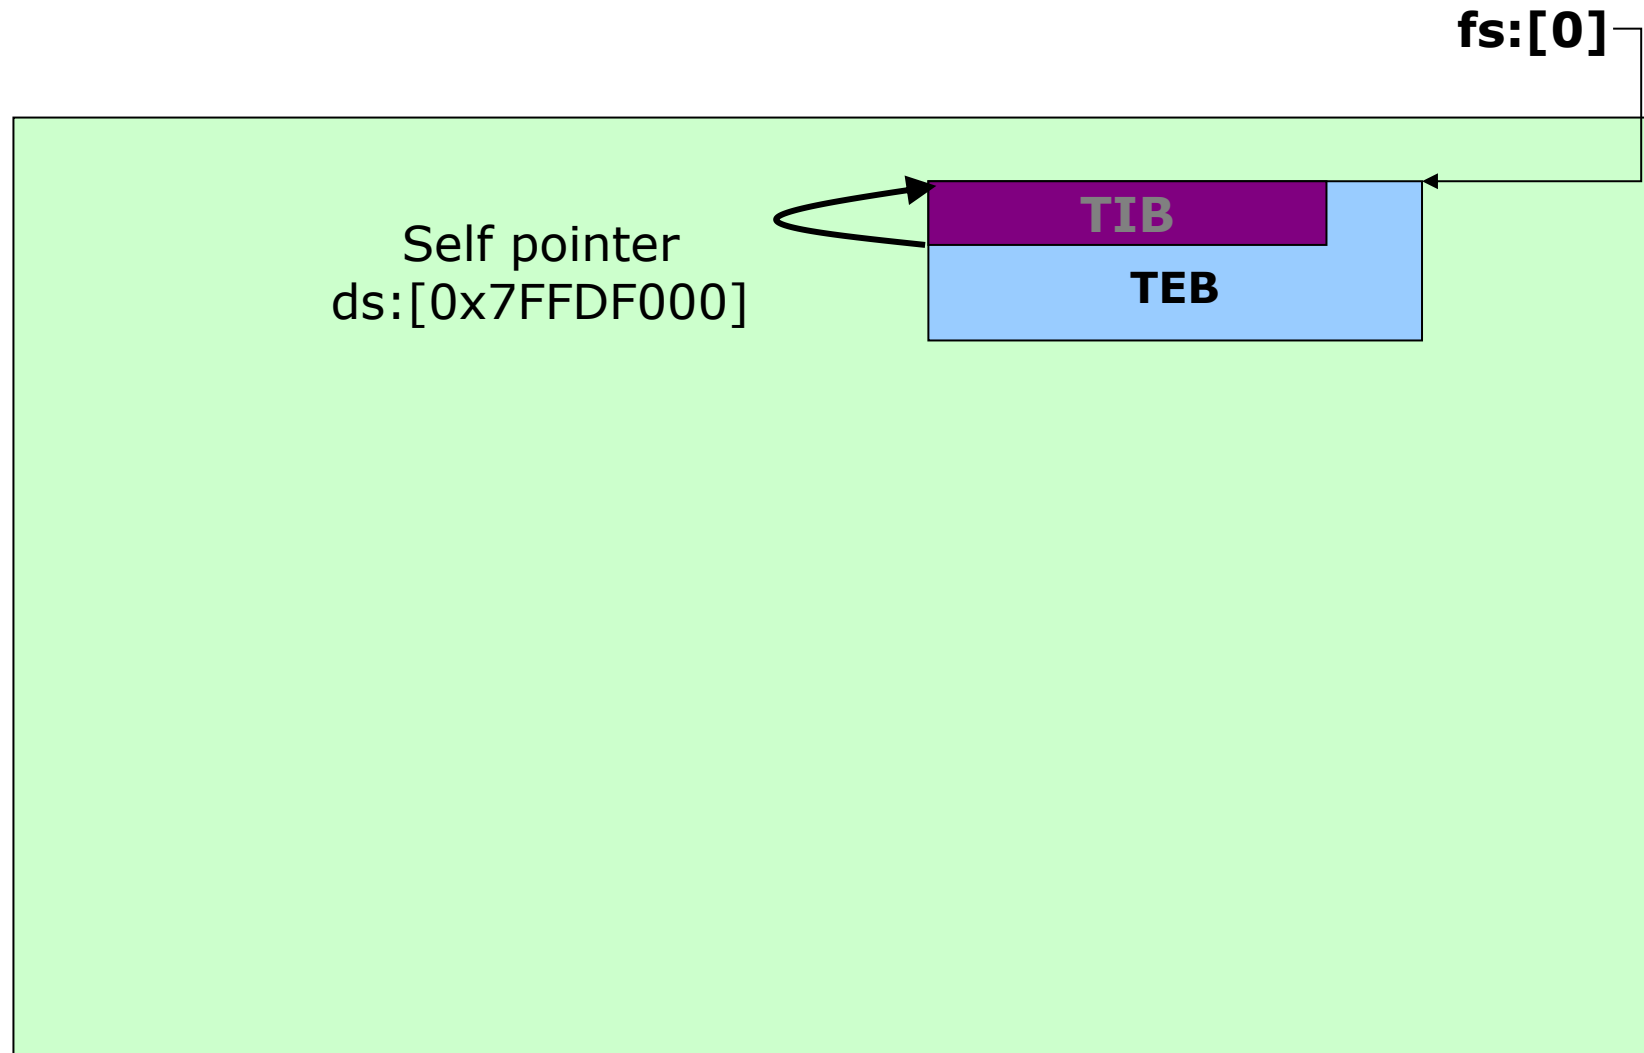 fs:[0]
TIB
Self pointer
ds:[0x7FFDF000]
TEB